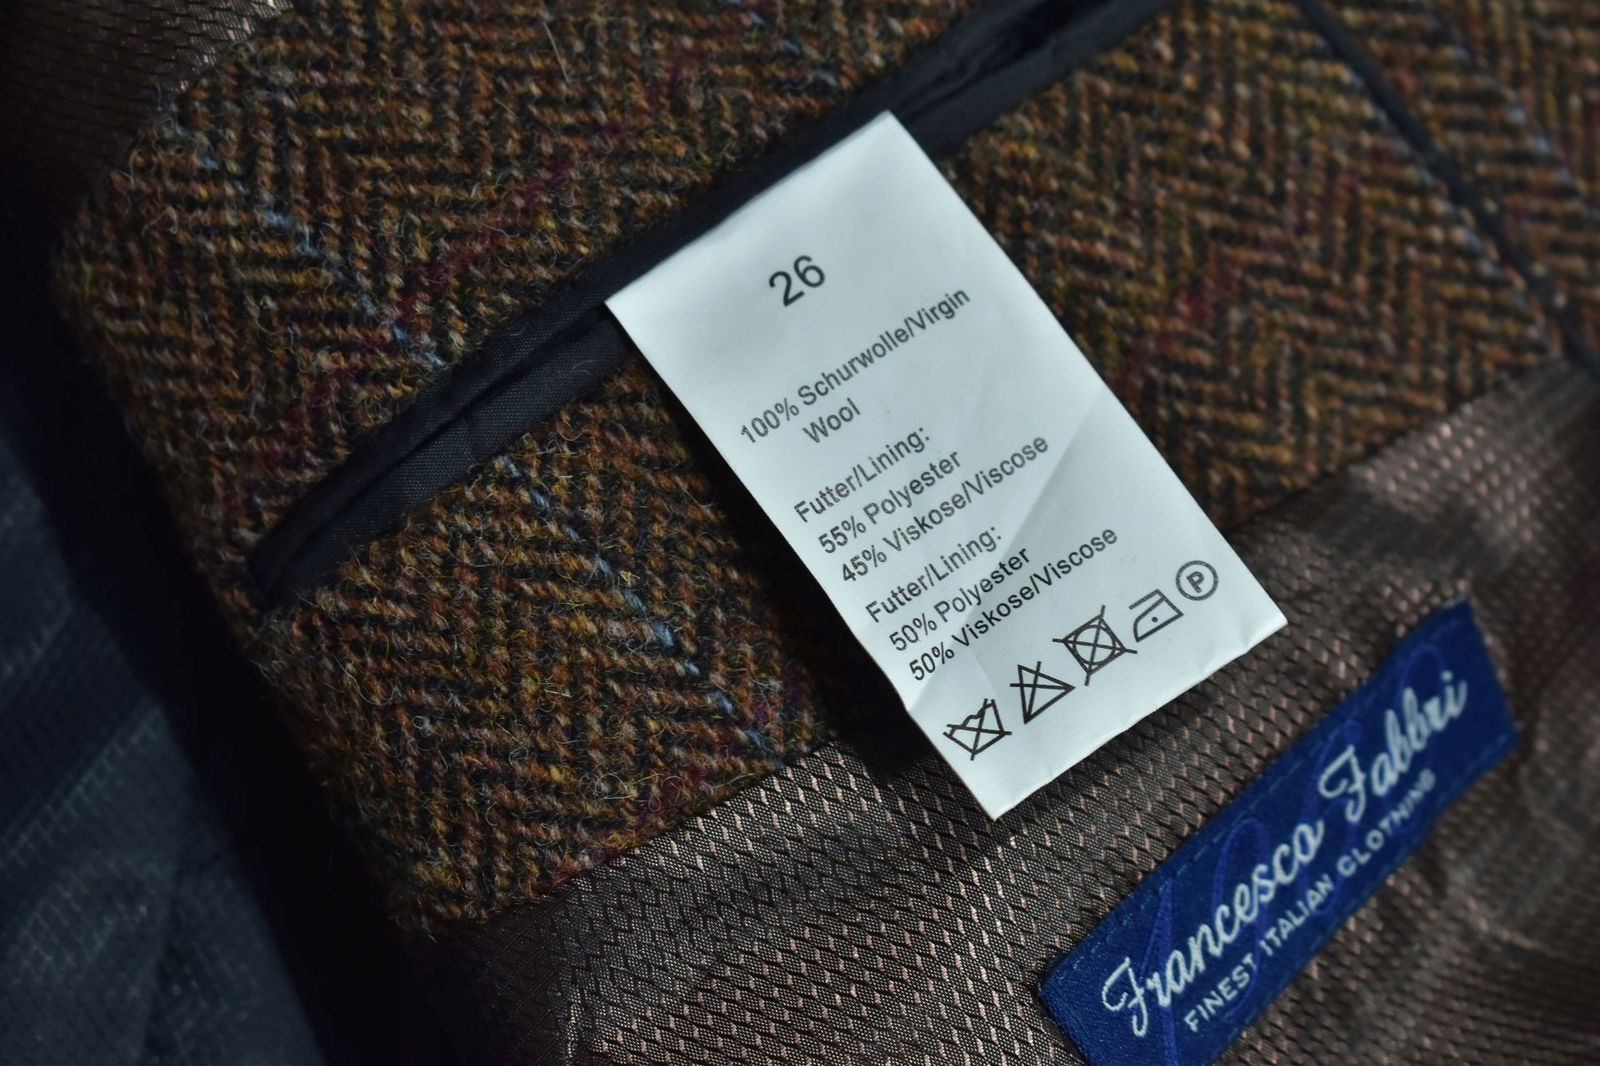 26
100% Schurwolle/Virgin
Wool
Futter/Lining:
55% Polyester
45% Viskose/Viscose
Futter/Lining:
50% Polyester
50% Viskose/Viscose
P
Francesco Fabbri
FINEST ITALIAN CLOTHING